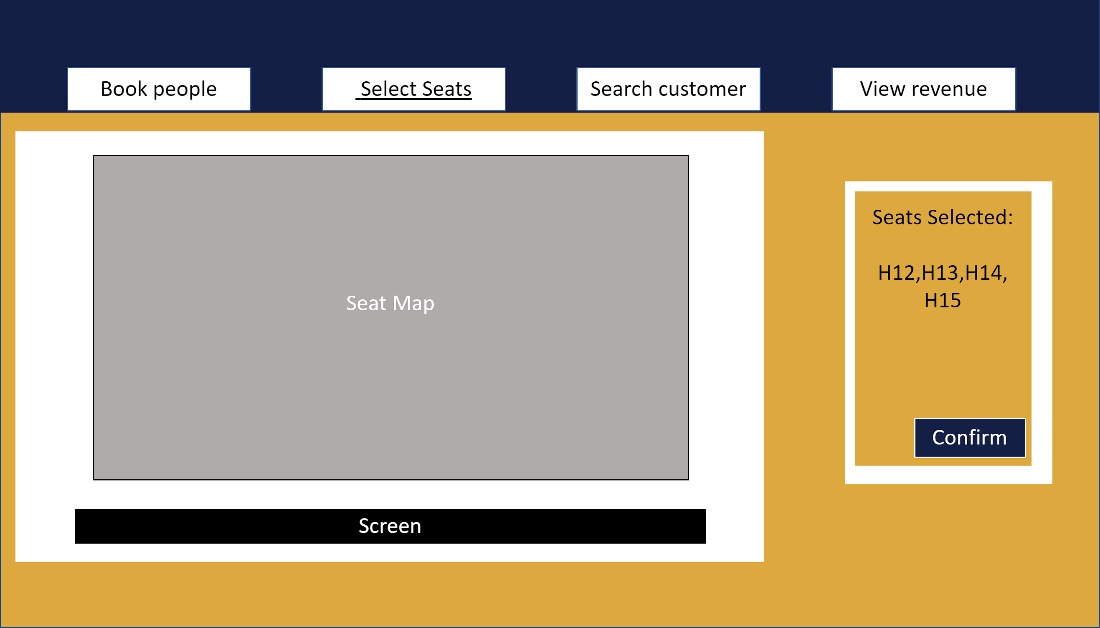 Book people
Select Seats
Search customer
View revenue
Seat Map
Screen
Seats Selected:
H12,H13,H14,
H15
Confirm